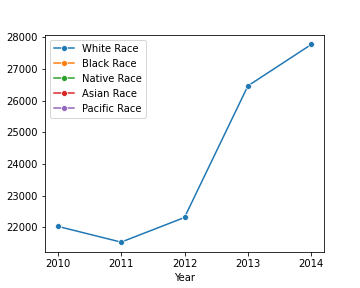 28000
27000
26000
25000
24000
23000
22000
White Race
Black Race
Native Race
Asian Race
Pacific Race
2010 2011 2012 2013 2014
Year